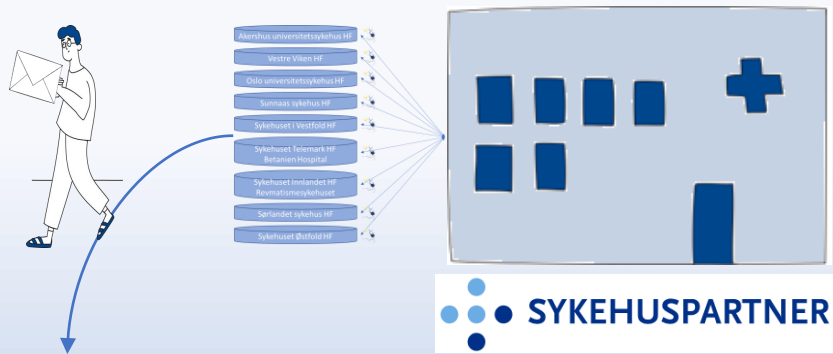 Akershus universitetssykehus HF
Vestre Viken HF
Oslo universitetssykehus HF
Sunnaas sykehus HF
Sykehuset i Vestfold HF
Sykehuset Telemark HF
Betanien Hospital
Sykehuset Innlandet HF
Revmatismesykehuset
Sørlandet sykehus HF
Sykehuset Østfold HF
SYKEHUSPARTNER